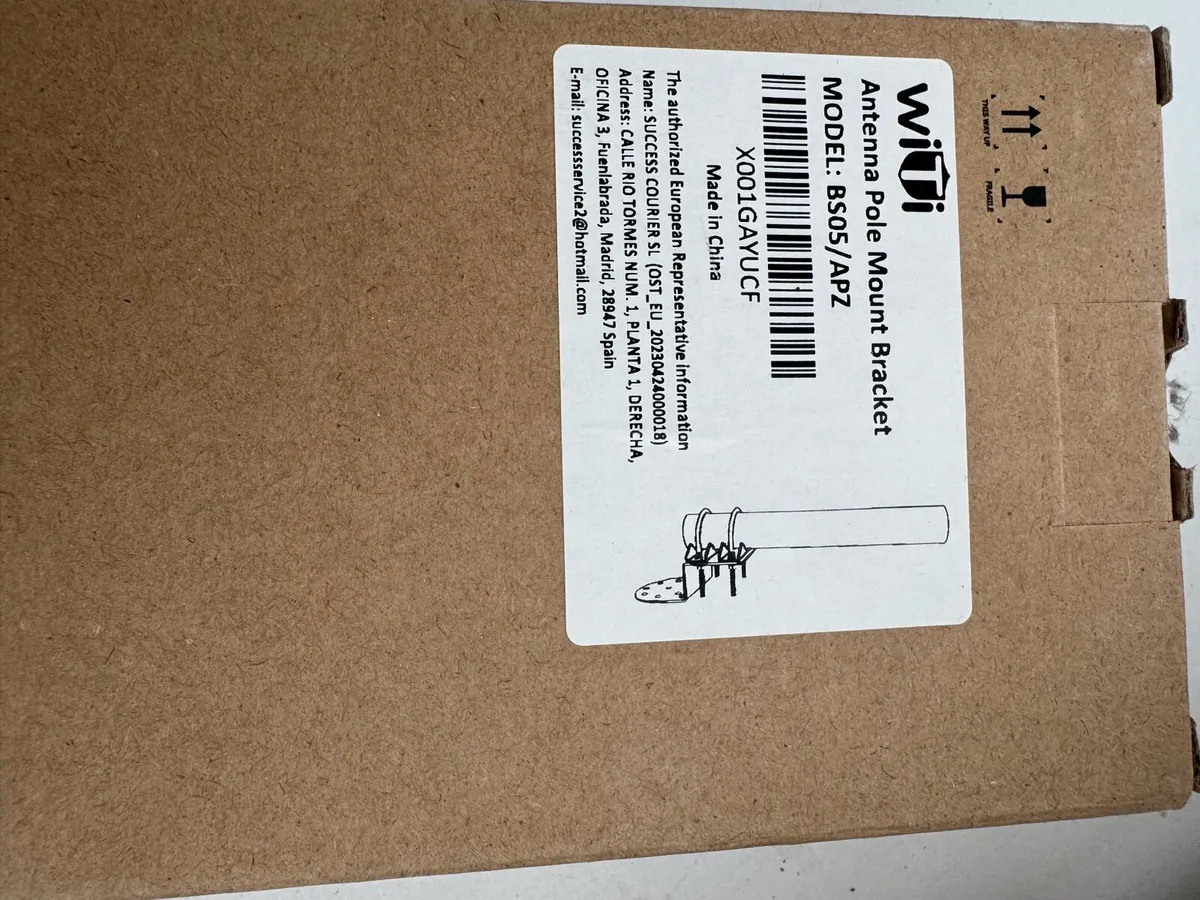 THIS WAY UP
FRAGILE
WiTi
Antenna Pole Mount Bracket
MODEL: BS05/APZ
X001GAYUCF
Made in China
The authorized European Representative information
Name: SUCCESS COURIER SL (OST_EU_20230424000018)
Address: CALLE RIO TORMES NUM. 1, PLANTA 1, DERECHA,
OFICINA 3, Fuenlabrada, Madrid, 28947 Spain
E-mail: successservice2@hotmail.com